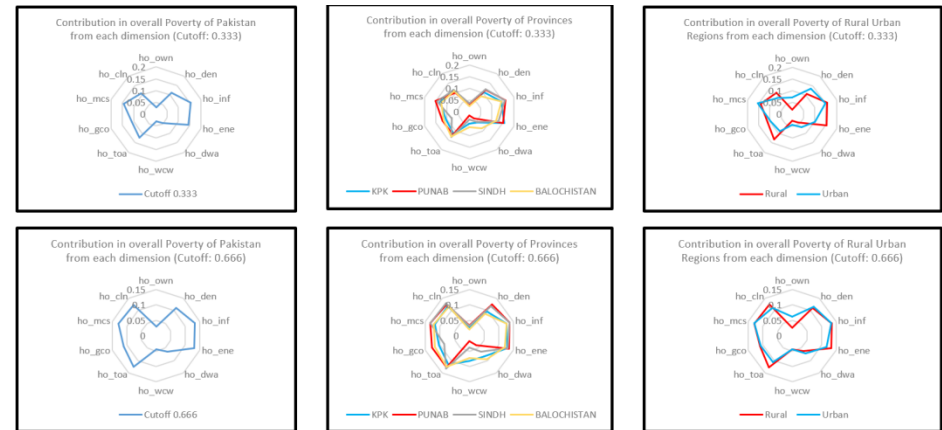 Contribution in overall Poverty of Pakistan
from each dimension (Cutoff: 0.333)
ho_own
0.2
ho_cln
ho_den
0.15
0.1
ho_mcs
0.05
ho_inf
0
ho_gco
ho_ene
ho_toa
ho_dwa
ho_wcw
Cutoff 0.333
Contribution in overall Poverty of Provinces
from each dimension (Cutoff: 0.333)
ho_own
0.2
ho_cln
ho_den
0.15
0.1
ho_mcs
0.05
ho_inf
0
ho_gco
ho_ene
ho_toa
ho_dwa
ho_wcw
KPK PUNAB SINDH BALOCHISTAN
Contribution in overall Poverty of Rural Urban
Regions from each dimension (Cutoff: 0.333)
ho_own
0.2
ho_cln
ho_den
0.15
0.1
ho_mcs
0.05
ho_inf
0
ho_gco
ho_ene
ho_toa
ho_dwa
ho_wcw
Rural Urban
Contribution in overall Poverty of Pakistan
from each dimension (Cutoff: 0.666)
ho_own
0.15
ho_cln
ho_den
0.1
ho_mcs
0.05
ho_inf
0
ho_gco
ho_ene
ho_toa
ho_dwa
ho_wcw
Cutoff 0.666
Contribution in overall Poverty of Provinces
from each dimension (Cutoff: 0.666)
ho_own
0.15
ho_cln
ho_den
0.1
ho_mcs
0.05
ho_inf
0
ho_gco
ho_ene
ho_toa
ho_dwa
ho_wcw
KPK PUNAB SINDH BALOCHISTAN
Contribution in overall Poverty of Rural Urban
Regions from each dimension (Cutoff: 0.666)
ho_own
0.15
ho_cln
ho_den
0.1
ho_mcs
0.05
ho_inf
0
ho_gco
ho_ene
ho_toa
ho_dwa
ho_wcw
Rural Urban